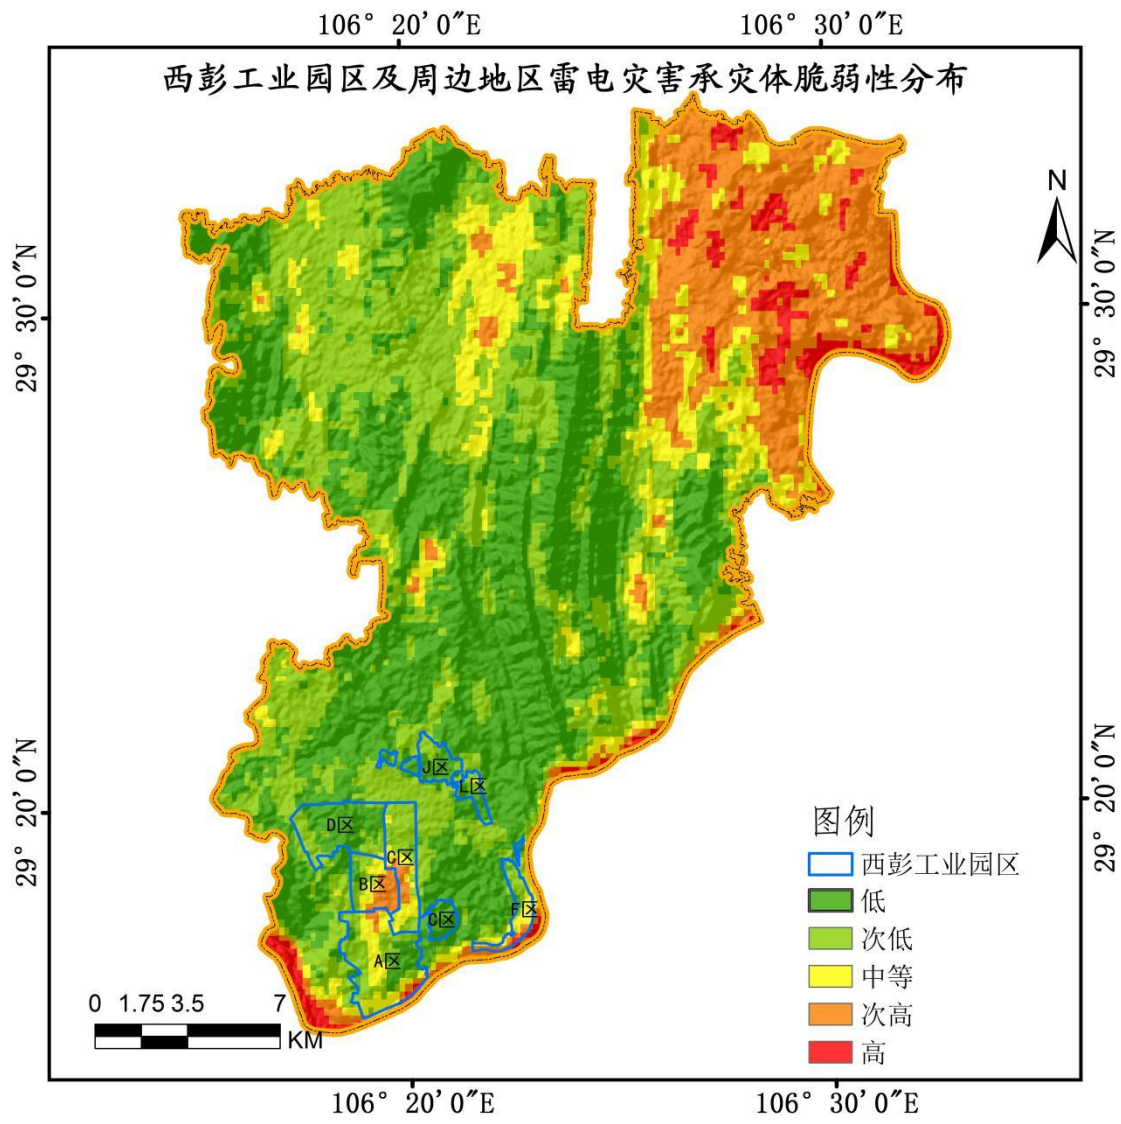 106° 20′0″E
106° 30′0″E
西彭工业园区及周边地区雷电灾害承灾体脆弱性分布
N
29° 30′0″N
29° 30′0″N
J区
L区
29° 20′0″N
29° 20′0″N
D区
C区
B区
C区
F区
A区
图例
西彭工业园区
低
次低
中等
次高
高
0 1.75 3.5 7
KM
106° 20′0″E
106° 30′0″E